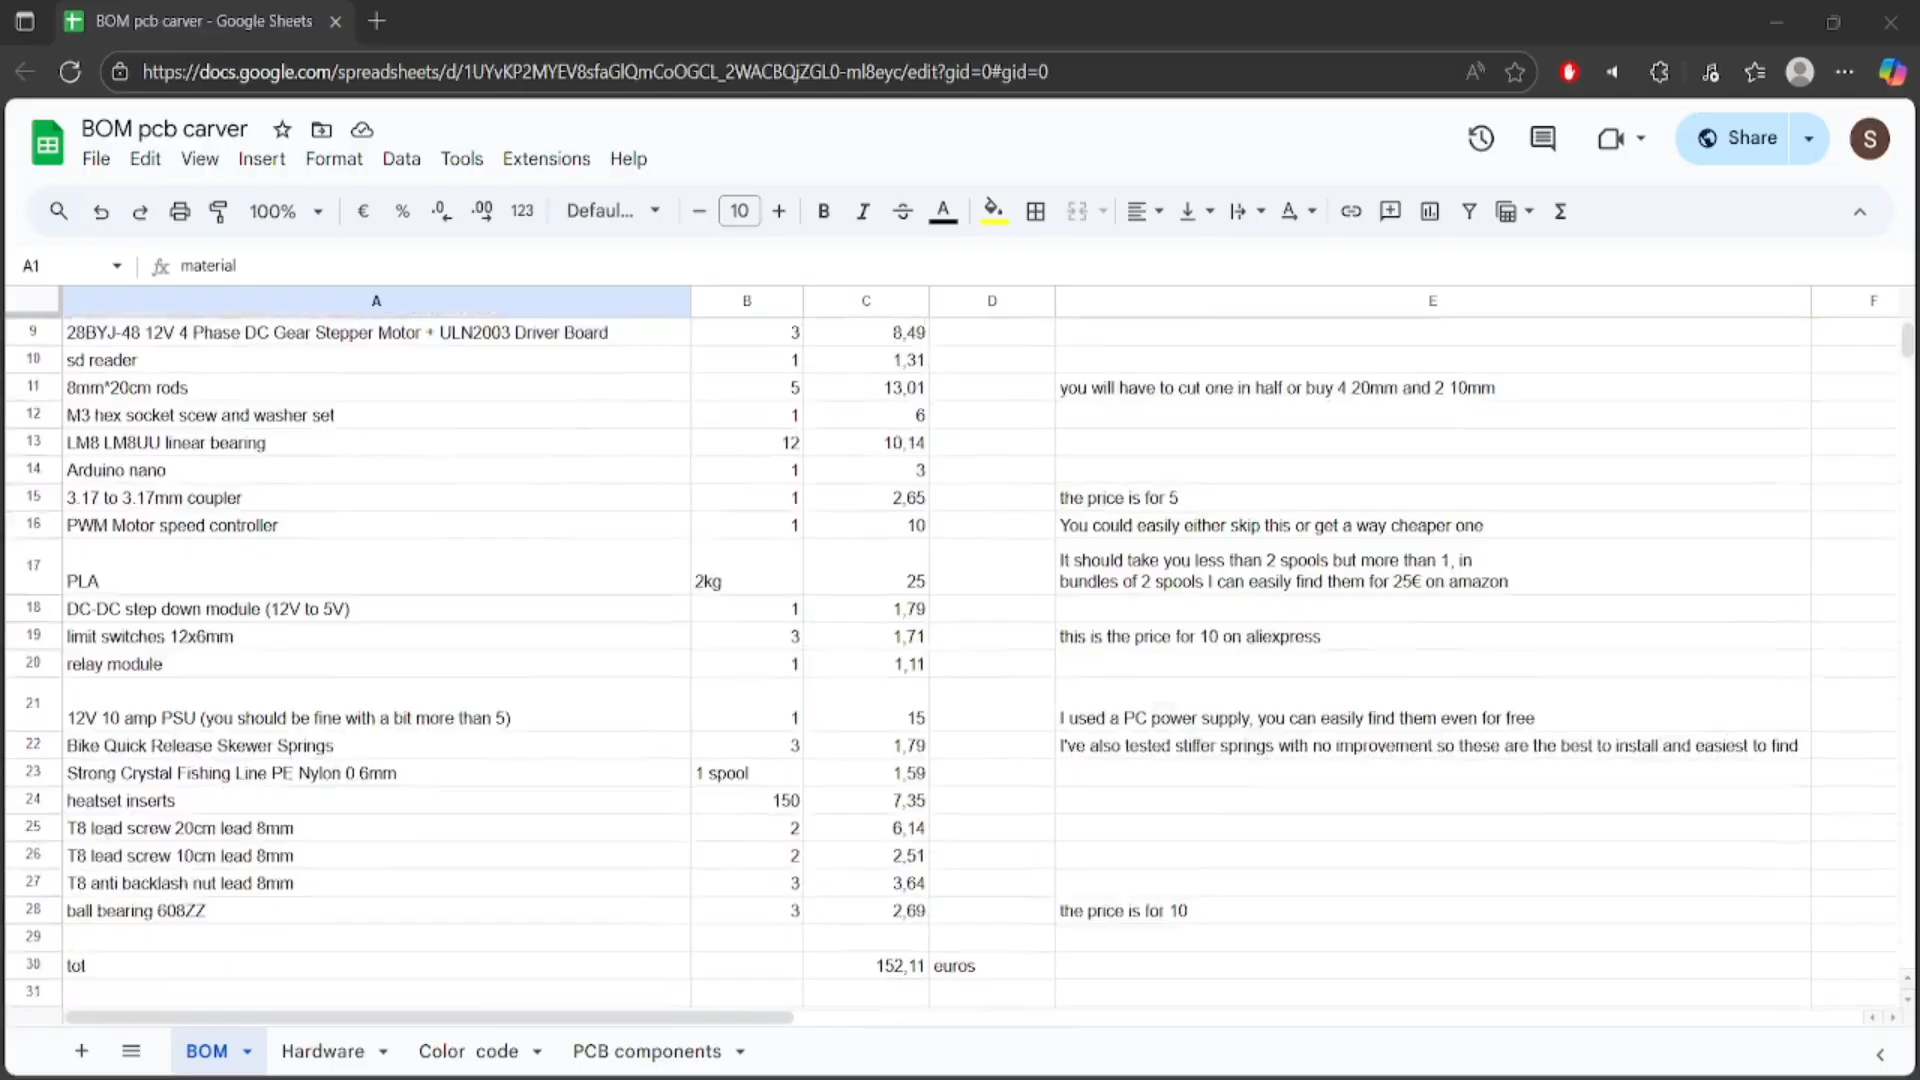 BOM pcb carver - Google Sheets
https://docs.google.com/spreadsheets/d/1UYvKP2MYEV8sfaGlQmCoOGCL_2WACBQjZGL0-ml8eyc/edit?gid=0#gid=0
BOM pcb carver
File Edit View Insert Format Data Tools Extensions Help
Share
S
100% € % .0 .00 123 Defaul... 10 B I S A
A1 fx material
A B C D E F
9 28BYJ-48 12V 4 Phase DC Gear Stepper Motor + ULN2003 Driver Board 3 8,49
10 sd reader 1 1,31
11 8mm*20cm rods 5 13,01 you will have to cut one in half or buy 4 20mm and 2 10mm
12 M3 hex socket scew and washer set 1 6
13 LM8 LM8UU linear bearing 12 10,14
14 Arduino nano 1 3
15 3.17 to 3.17mm coupler 1 2,65 the price is for 5
16 PWM Motor speed controller 1 10 You could easily either skip this or get a way cheaper one
17 PLA 2kg 25 It should take you less than 2 spools but more than 1, in
bundles of 2 spools I can easily find them for 25€ on amazon
18 DC-DC step down module (12V to 5V) 1 1,79
19 limit switches 12x6mm 3 1,71 this is the price for 10 on aliexpress
20 relay module 1 1,11
21 12V 10 amp PSU (you should be fine with a bit more than 5) 1 15 I used a PC power supply, you can easily find them even for free
22 Bike Quick Release Skewer Springs 3 1,79 I've also tested stiffer springs with no improvement so these are the best to install and easiest to find
23 Strong Crystal Fishing Line PE Nylon 0 6mm 1 spool 1,59
24 heatset inserts 150 7,35
25 T8 lead screw 20cm lead 8mm 2 6,14
26 T8 lead screw 10cm lead 8mm 2 2,51
27 T8 anti backlash nut lead 8mm 3 3,64
28 ball bearing 608ZZ 3 2,69 the price is for 10
29
30 tot 152,11 euros
31
BOM Hardware Color code PCB components